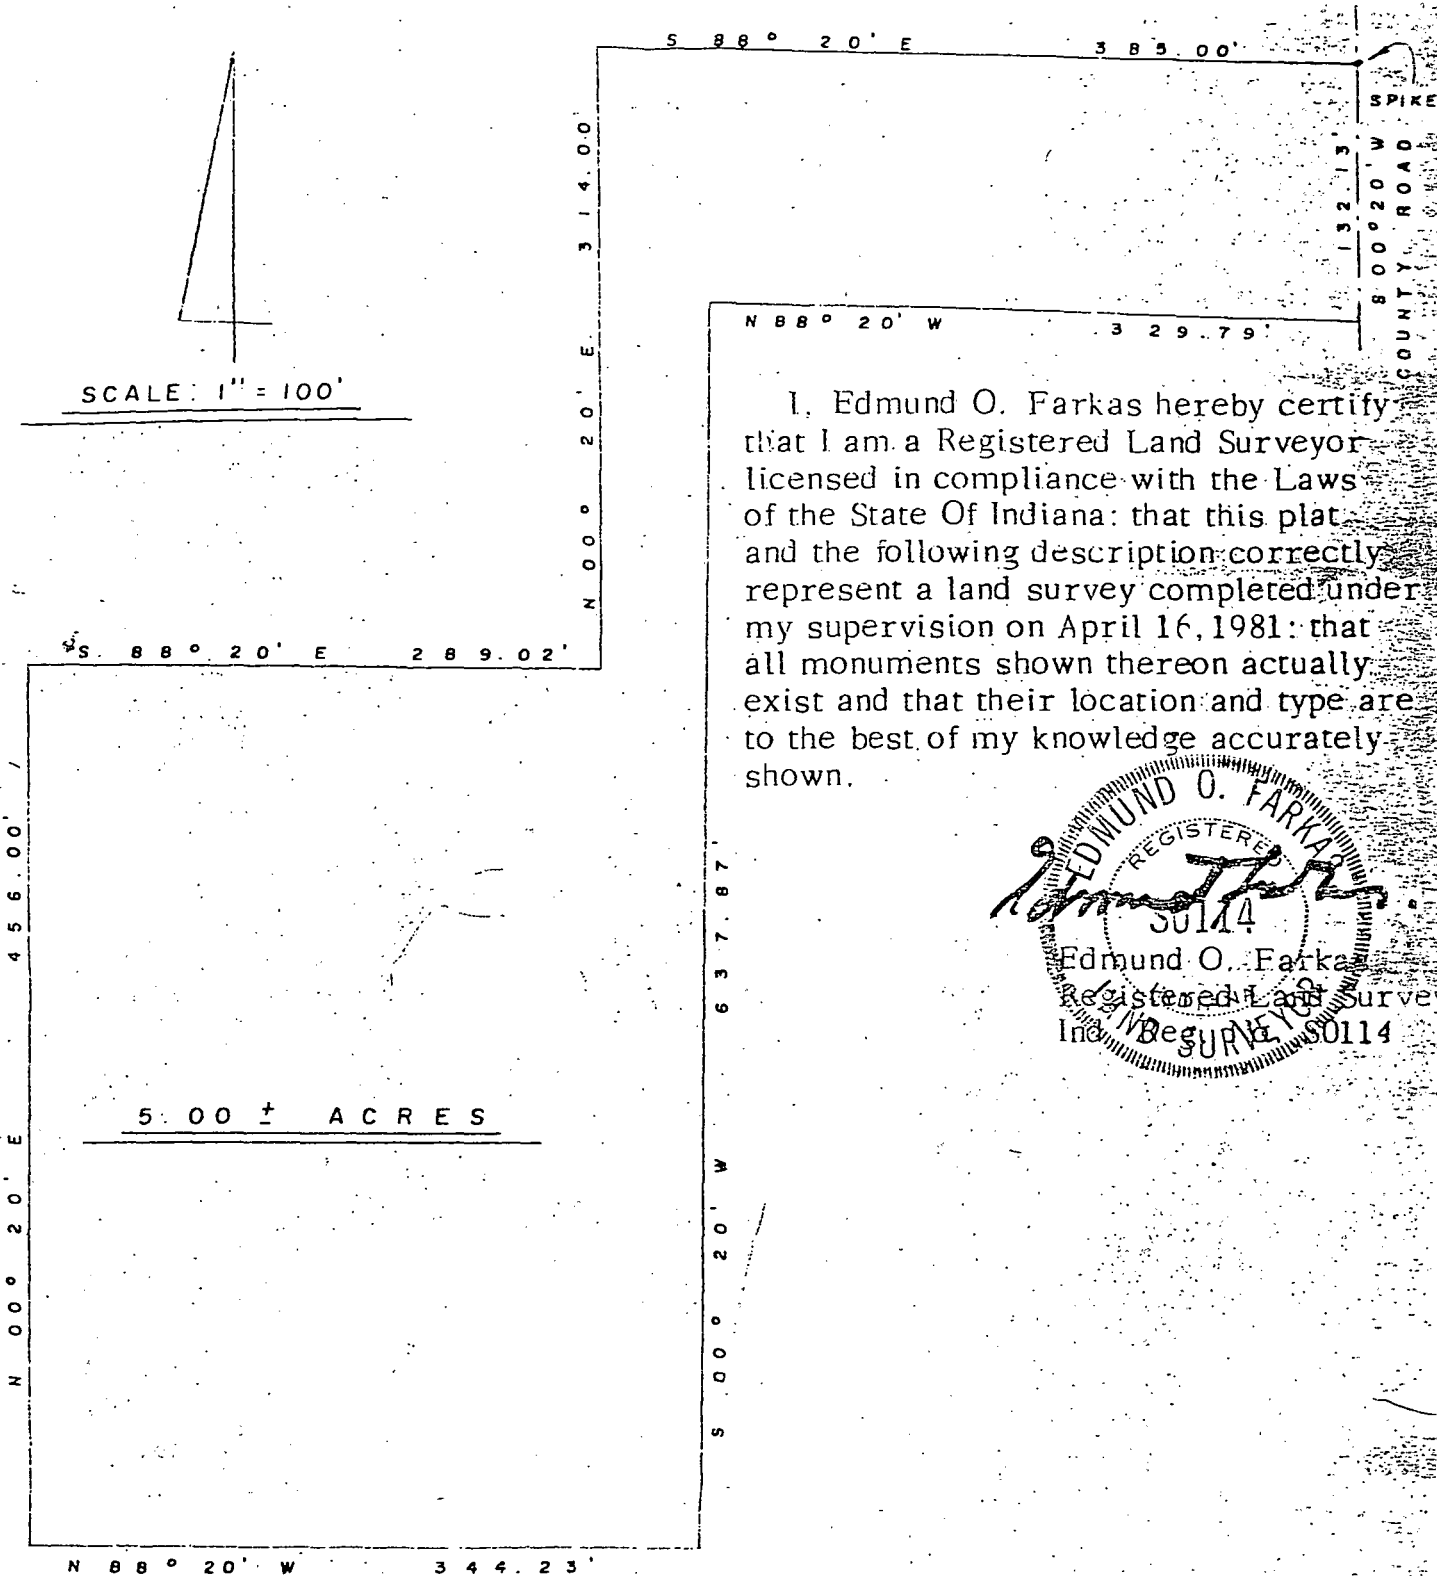 S 88° 20' E 385.00'
SPIKE
132.13'
S 00° 20' W
COUNTY ROAD
N 00° 20' E 314.00'
N 88° 20' W 329.79'
SCALE: 1" = 100'
I, Edmund O. Farkas hereby certify
that I am a Registered Land Surveyor
licensed in compliance with the Laws
of the State Of Indiana: that this plat
and the following description correctly
represent a land survey completed under
my supervision on April 16, 1981: that
all monuments shown thereon actually
exist and that their location and type are
to the best of my knowledge accurately
shown.
S 88° 20' E 289.02'
N 00° 20' E 456.00'
S 00° 20' W 637.87'
EDMUND O. FARKAS
REGISTERED
S0114
LAND SURVEYOR
Edmund O. Farkas
Registered Land Surve
Ind. Reg. S0114
5.00 ± ACRES
N 88° 20' W 344.23'